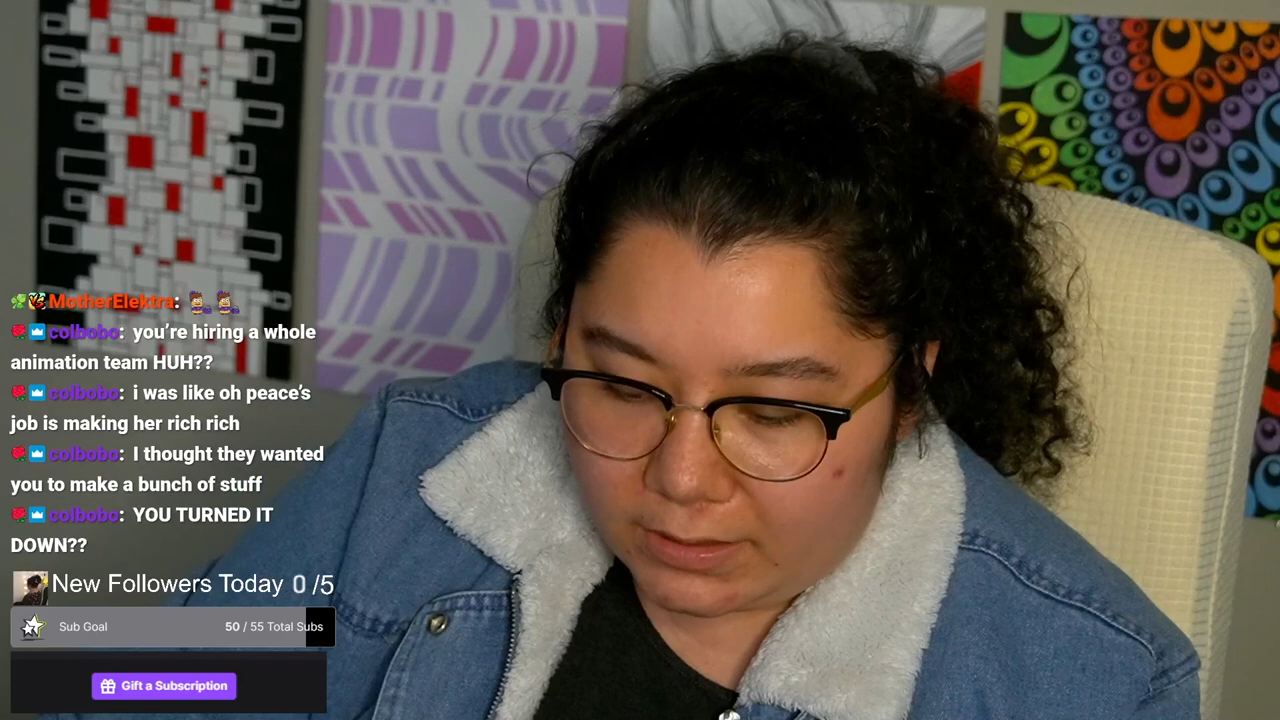 MotherElektra:
colbobo: you're hiring a whole
animation team HUH??
colbobo: i was like oh peace's
job is making her rich rich
colbobo: I thought they wanted
you to make a bunch of stuff
colbobo: YOU TURNED IT
DOWN??
New Followers Today 0 /5
Sub Goal 50 / 55 Total Subs
Gift a Subscription